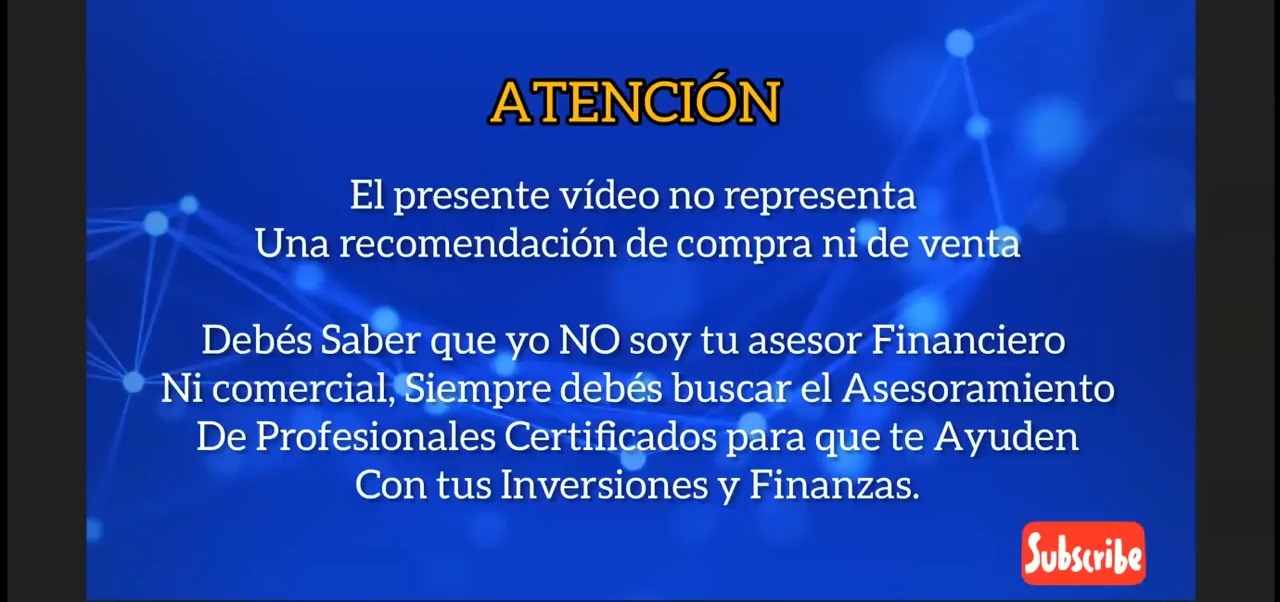 ATENCIÓN
El presente vídeo no representa
Una recomendación de compra ni de venta
Debés Saber que yo NO soy tu asesor Financiero
Ni comercial, Siempre debés buscar el Asesoramiento
De Profesionales Certificados para que te Ayuden
Con tus Inversiones y Finanzas.
Subscribe